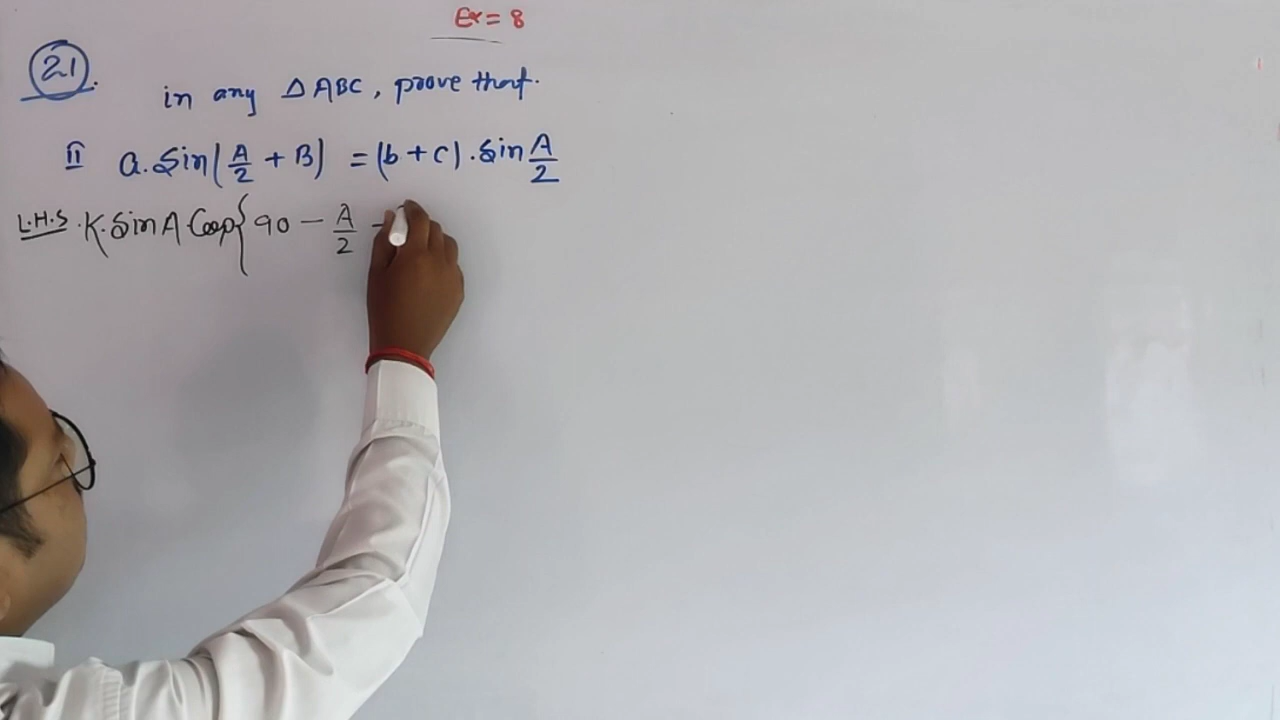 Ex = 8
21.
in any △ABC, prove that.
II a.Sin(A/2 + B) = (b+c).Sin A/2
L.H.S. K.SinA.Cos{90 - A/2 -